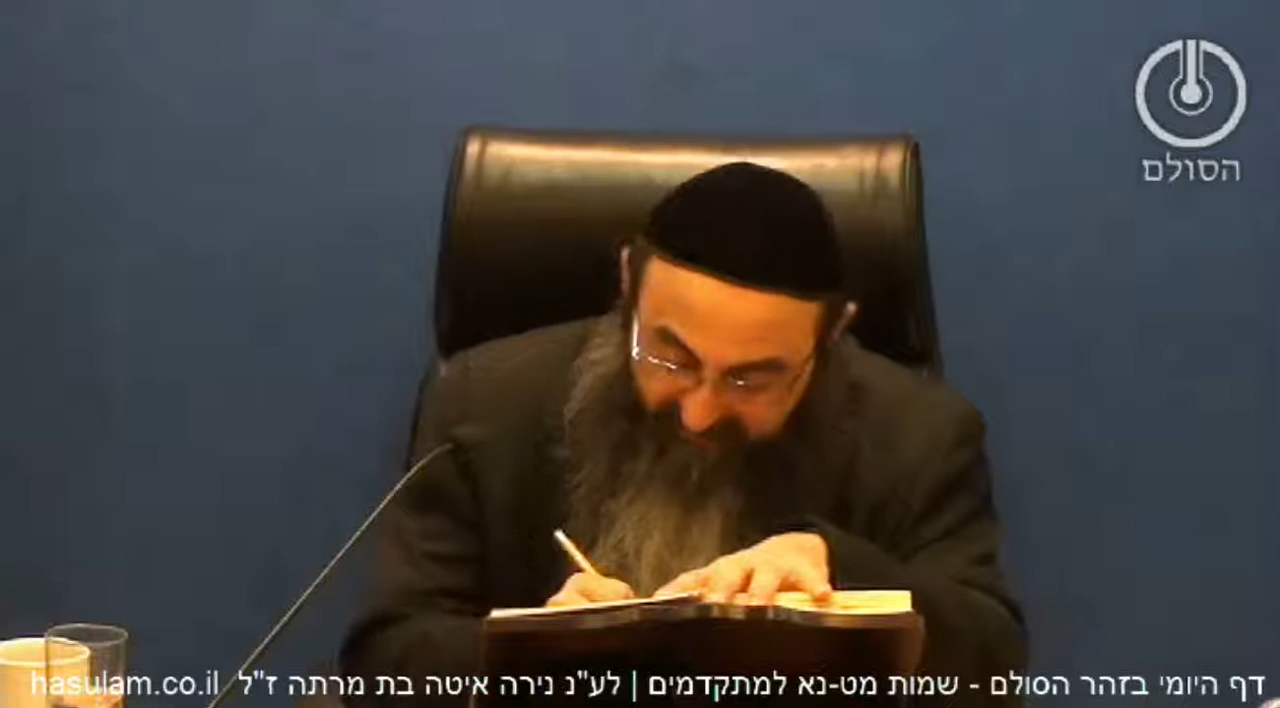 הסולם
דף היומי בזהר הסולם - שמות מט-נא למתקדמים | לע"נ נירה איטה בת מרתה ז"ל hasulam.co.il